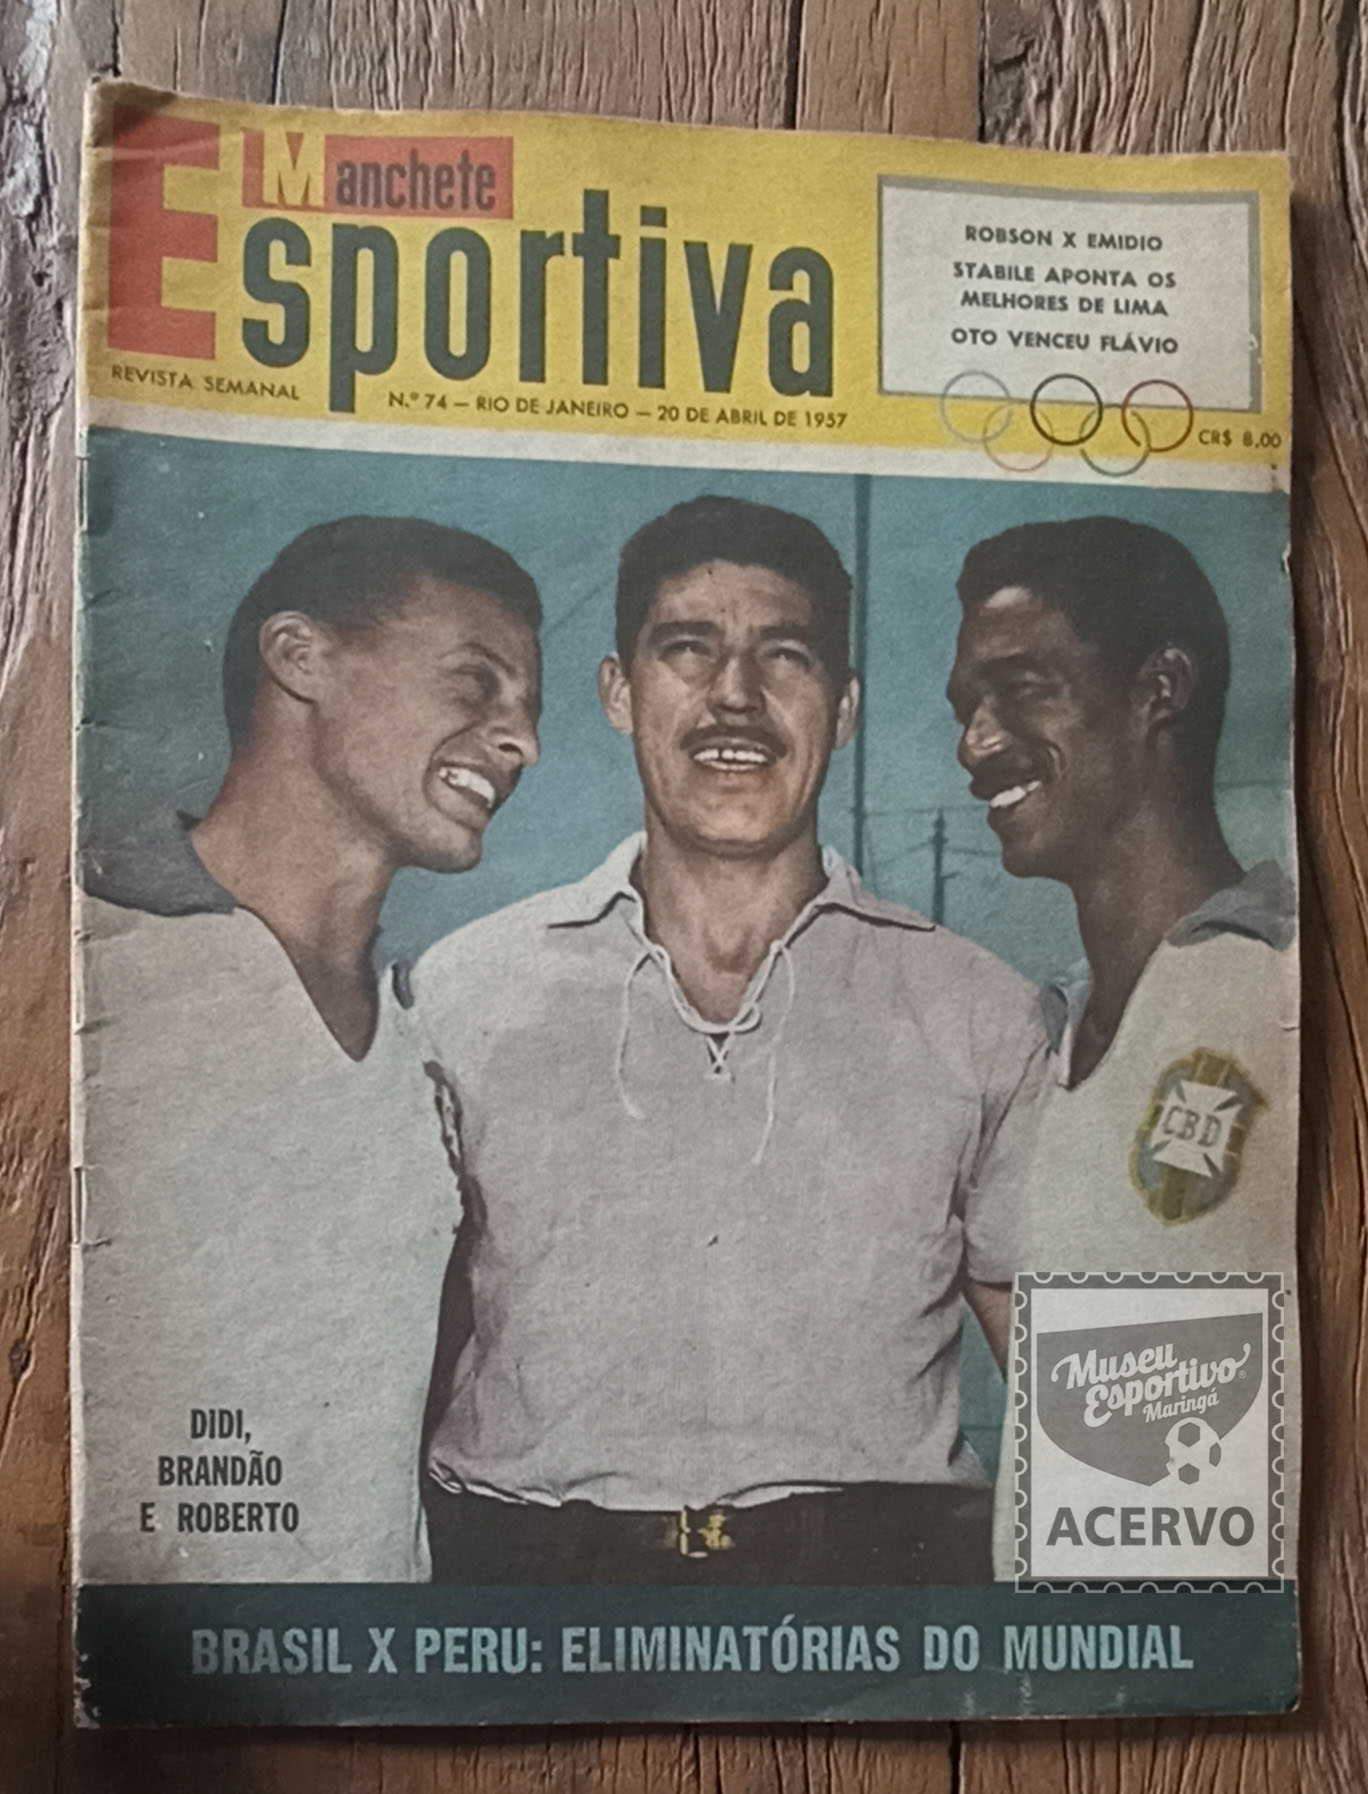 Manchete
Esportiva
REVISTA SEMANAL
N.º 74 — RIO DE JANEIRO — 20 DE ABRIL DE 1957
ROBSON X EMIDIO
STABILE APONTA OS
MELHORES DE LIMA
OTO VENCEU FLÁVIO
CR$ 8,00
CBD
DIDI,
BRANDÃO
E ROBERTO
Museu
Esportivo®
Maringá
ACERVO
BRASIL X PERU: ELIMINATÓRIAS DO MUNDIAL